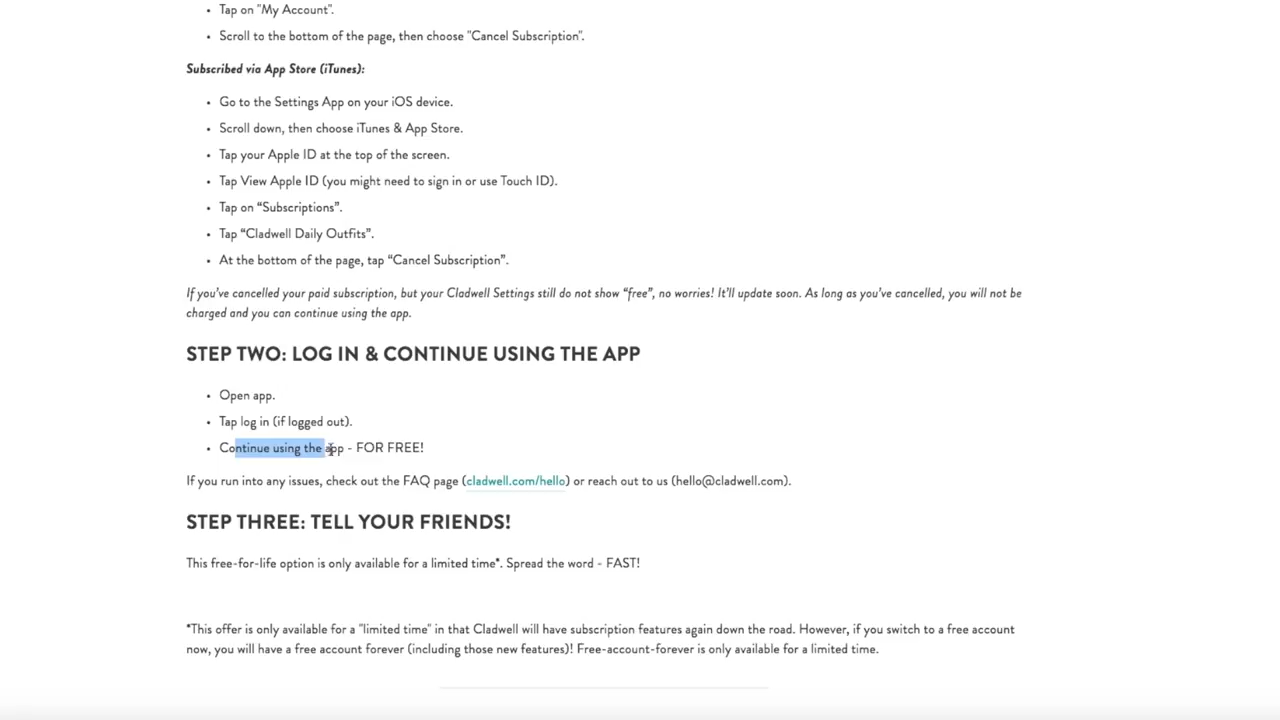 • Tap on "My Account".
• Scroll to the bottom of the page, then choose "Cancel Subscription".
Subscribed via App Store (iTunes):
• Go to the Settings App on your iOS device.
• Scroll down, then choose iTunes & App Store.
• Tap your Apple ID at the top of the screen.
• Tap View Apple ID (you might need to sign in or use Touch ID).
• Tap on “Subscriptions”.
• Tap “Cladwell Daily Outfits”.
• At the bottom of the page, tap “Cancel Subscription”.
If you’ve cancelled your paid subscription, but your Cladwell Settings still do not show “free”, no worries! It’ll update soon. As long as you’ve cancelled, you will not be
charged and you can continue using the app.
STEP TWO: LOG IN & CONTINUE USING THE APP
• Open app.
• Tap log in (if logged out).
• Continue using the app - FOR FREE!
If you run into any issues, check out the FAQ page (cladwell.com/hello) or reach out to us (hello@cladwell.com).
STEP THREE: TELL YOUR FRIENDS!
This free-for-life option is only available for a limited time*. Spread the word - FAST!
*This offer is only available for a "limited time" in that Cladwell will have subscription features again down the road. However, if you switch to a free account
now, you will have a free account forever (including those new features)! Free-account-forever is only available for a limited time.